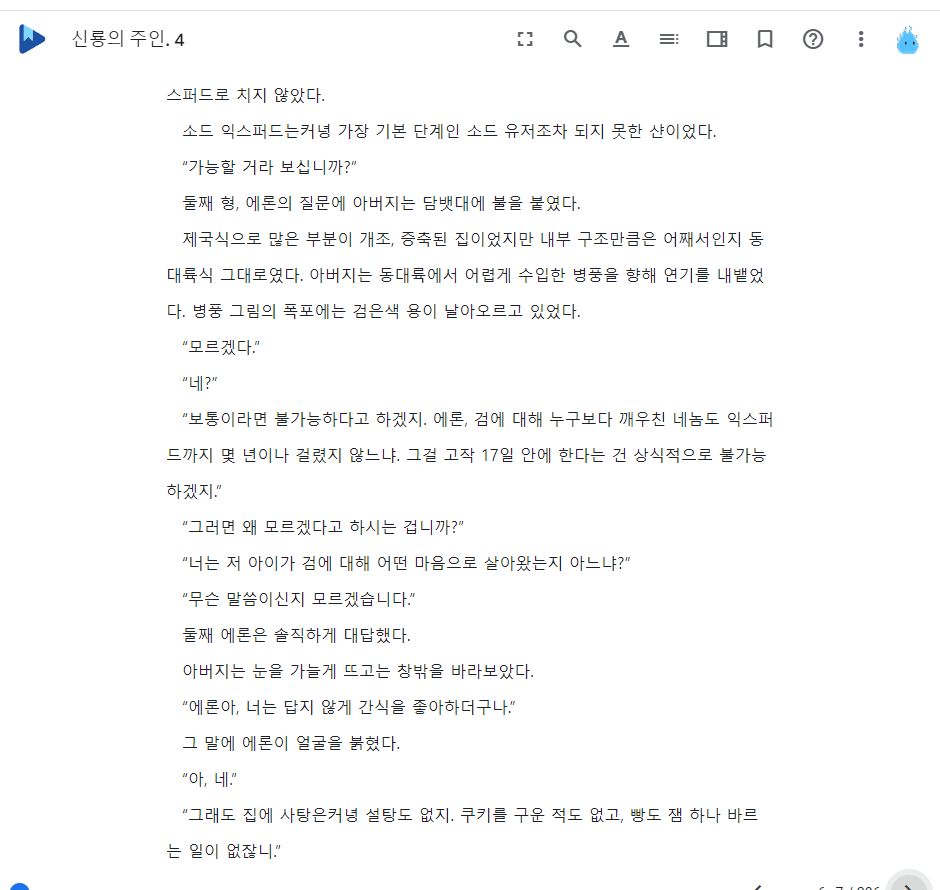 신룡의 주인. 4
스퍼드로 치지 않았다.
소드 익스퍼드는커녕 가장 기본 단계인 소드 유저조차 되지 못한 샨이었다.
“가능할 거라 보십니까?”
둘째 형, 에론의 질문에 아버지는 담뱃대에 불을 붙였다.
제국식으로 많은 부분이 개조, 증축된 집이었지만 내부 구조만큼은 어째서인지 동
대륙식 그대로였다. 아버지는 동대륙에서 어렵게 수입한 병풍을 향해 연기를 내뱉었
다. 병풍 그림의 폭포에는 검은색 용이 날아오르고 있었다.
“모르겠다.”
“네?”
“보통이라면 불가능하다고 하겠지. 에론, 검에 대해 누구보다 깨우친 네놈도 익스퍼
드까지 몇 년이나 걸렸지 않느냐. 그걸 고작 17일 안에 한다는 건 상식적으로 불가능
하겠지.”
“그러면 왜 모르겠다고 하시는 겁니까?”
“너는 저 아이가 검에 대해 어떤 마음으로 살아왔는지 아느냐?”
“무슨 말씀이신지 모르겠습니다.”
둘째 에론은 솔직하게 대답했다.
아버지는 눈을 가늘게 뜨고는 창밖을 바라보았다.
“에론아, 너는 답지 않게 간식을 좋아하더구나.”
그 말에 에론이 얼굴을 붉혔다.
“아, 네.”
“그래도 집에 사탕은커녕 설탕도 없지. 쿠키를 구운 적도 없고, 빵도 잼 하나 바르
는 일이 없잖니.”